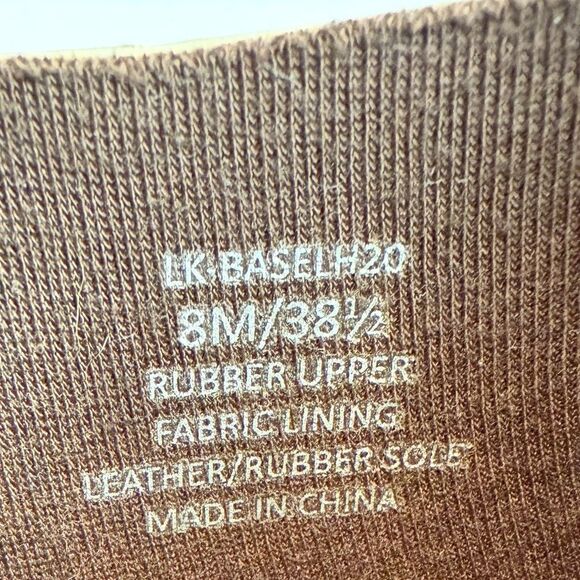 LK-BASELH20
8M/38½
RUBBER UPPER
FABRIC LINING
LEATHER/RUBBER SOLE
MADE IN CHINA